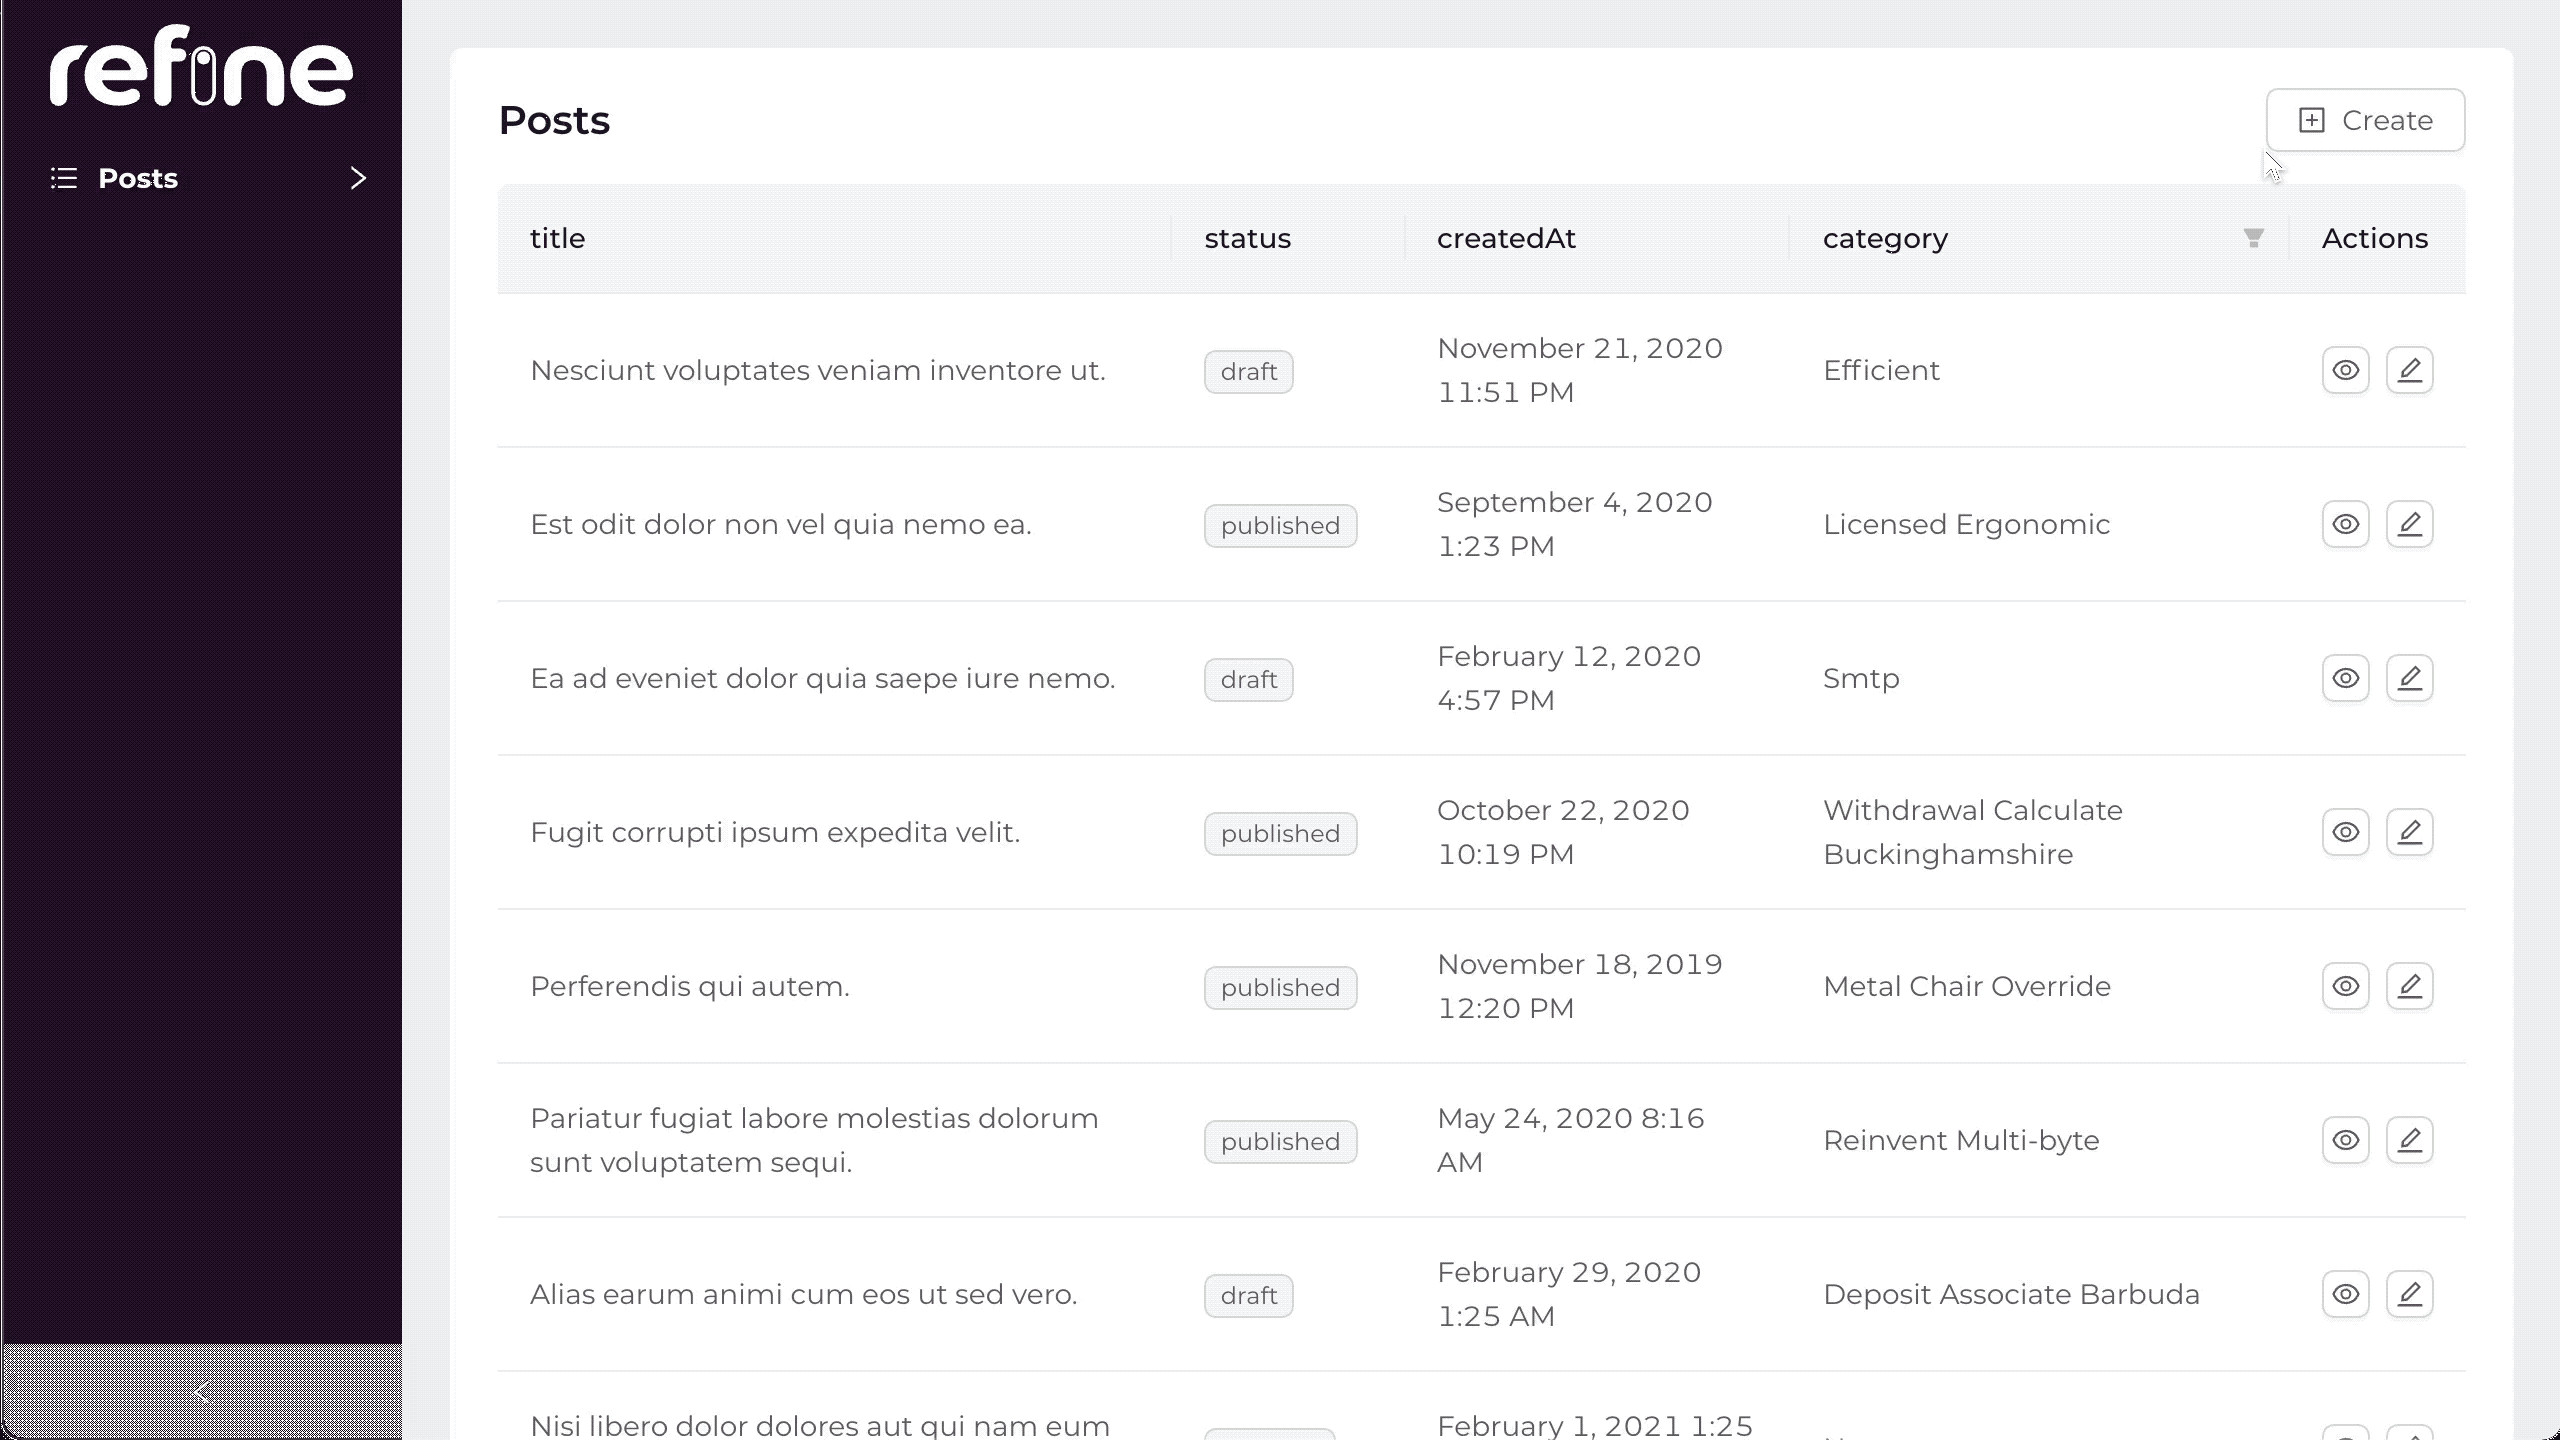 refine
Posts
Posts
Create
title
status
createdAt
category
Actions
Nesciunt voluptates veniam inventore ut.
draft
November 21, 2020
11:51 PM
Efficient
Est odit dolor non vel quia nemo ea.
published
September 4, 2020
1:23 PM
Licensed Ergonomic
Ea ad eveniet dolor quia saepe iure nemo.
draft
February 12, 2020
4:57 PM
Smtp
Fugit corrupti ipsum expedita velit.
published
October 22, 2020
10:19 PM
Withdrawal Calculate
Buckinghamshire
Perferendis qui autem.
published
November 18, 2019
12:20 PM
Metal Chair Override
Pariatur fugiat labore molestias dolorum
sunt voluptatem sequi.
published
May 24, 2020 8:16
AM
Reinvent Multi-byte
Alias earum animi cum eos ut sed vero.
draft
February 29, 2020
1:25 AM
Deposit Associate Barbuda
Nisi libero dolor dolores aut qui nam eum
February 1, 2021 1:25